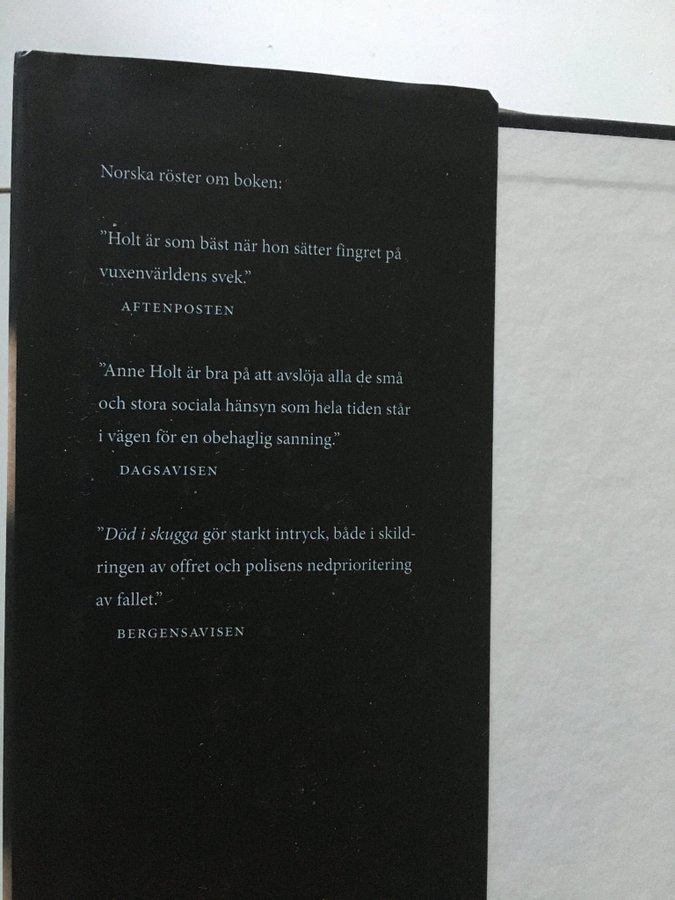 Norska röster om boken:
”Holt är som bäst när hon sätter fingret på
vuxenvärldens svek.”
AFTENPOSTEN
”Anne Holt är bra på att avslöja alla de små
och stora sociala hänsyn som hela tiden står
i vägen för en obehaglig sanning.”
DAGSAVISEN
”Död i skugga gör starkt intryck, både i skild-
ringen av offret och polisens nedprioritering
av fallet.”
BERGENSAVISEN